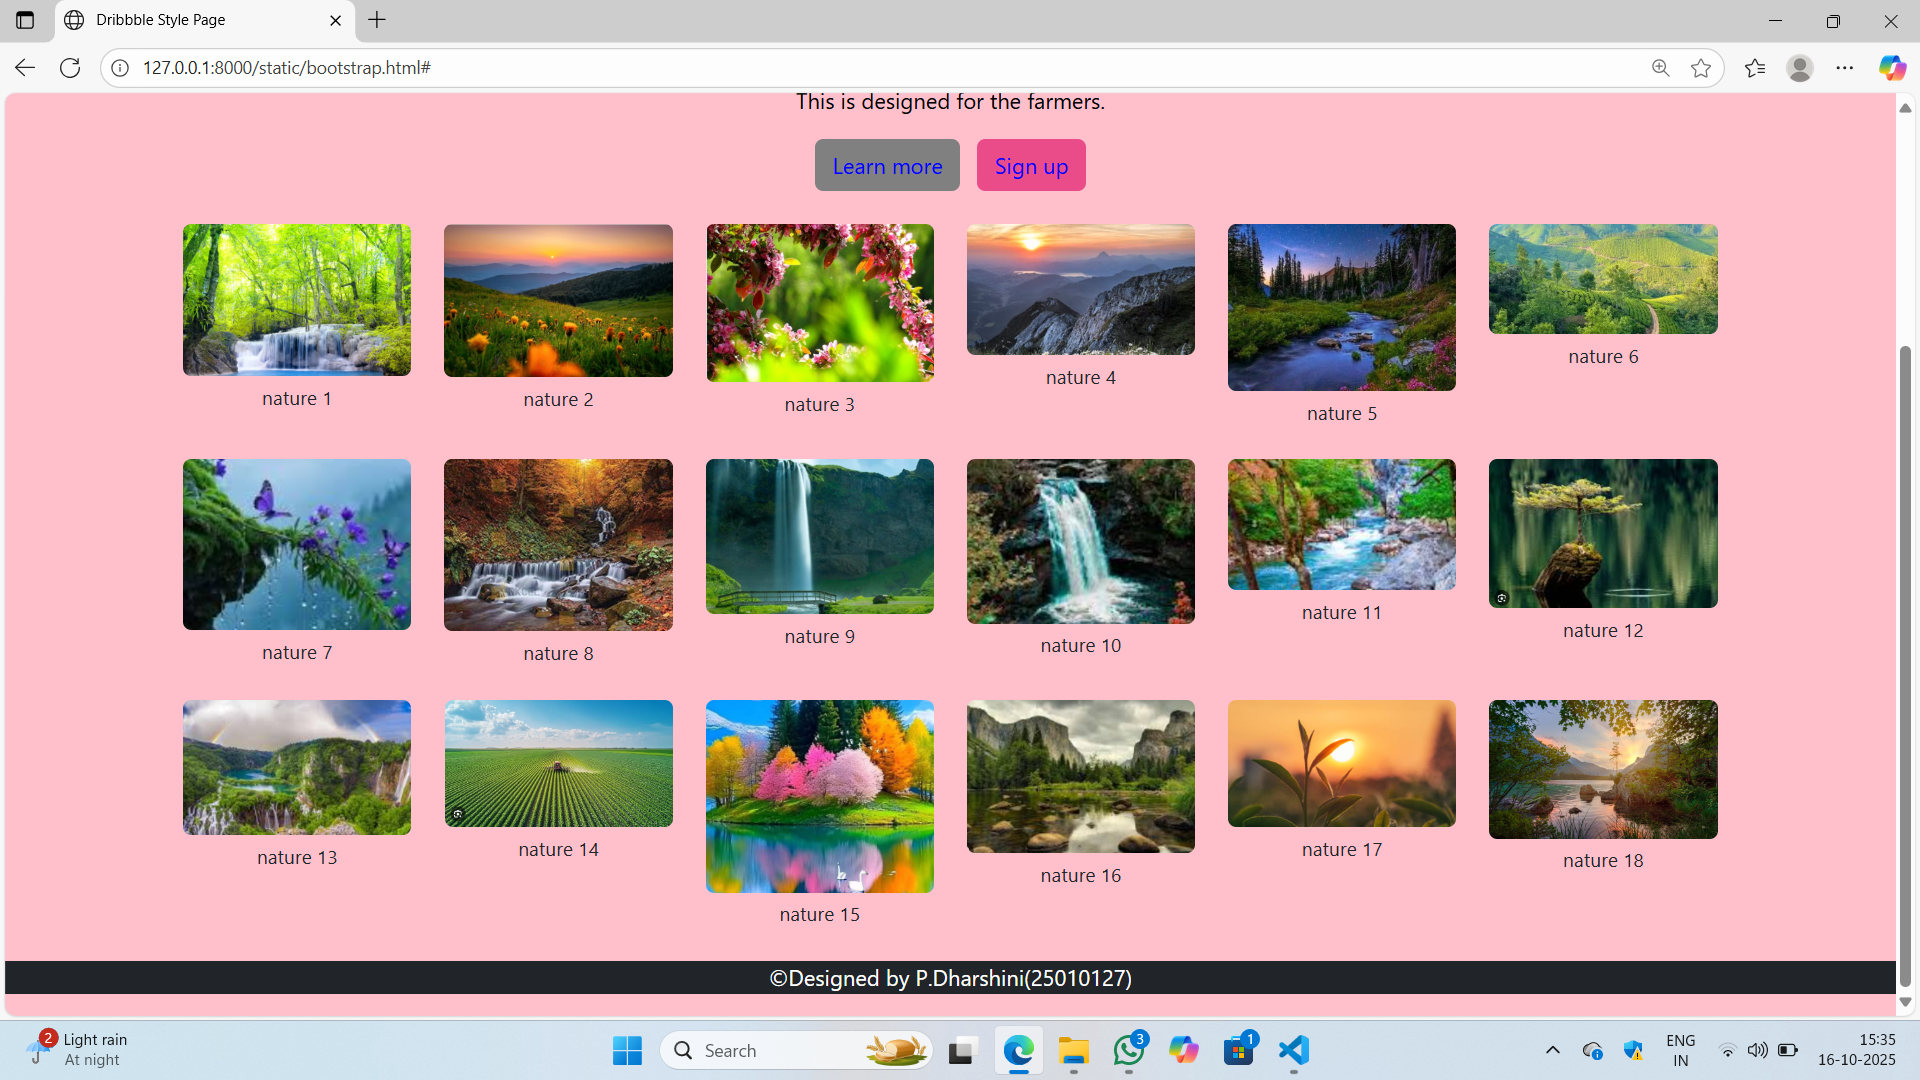 Dribbble Style Page
127.0.0.1:8000/static/bootstrap.html#
This is designed for the farmers.
Learn more Sign up
nature 1 nature 2 nature 3 nature 4 nature 5 nature 6
nature 7 nature 8 nature 9 nature 10 nature 11 nature 12
nature 13 nature 14 nature 15 nature 16 nature 17 nature 18
©Designed by P.Dharshini(25010127)
2 Light rain
At night
Search
3
1
ENG
IN
15:35
16-10-2025